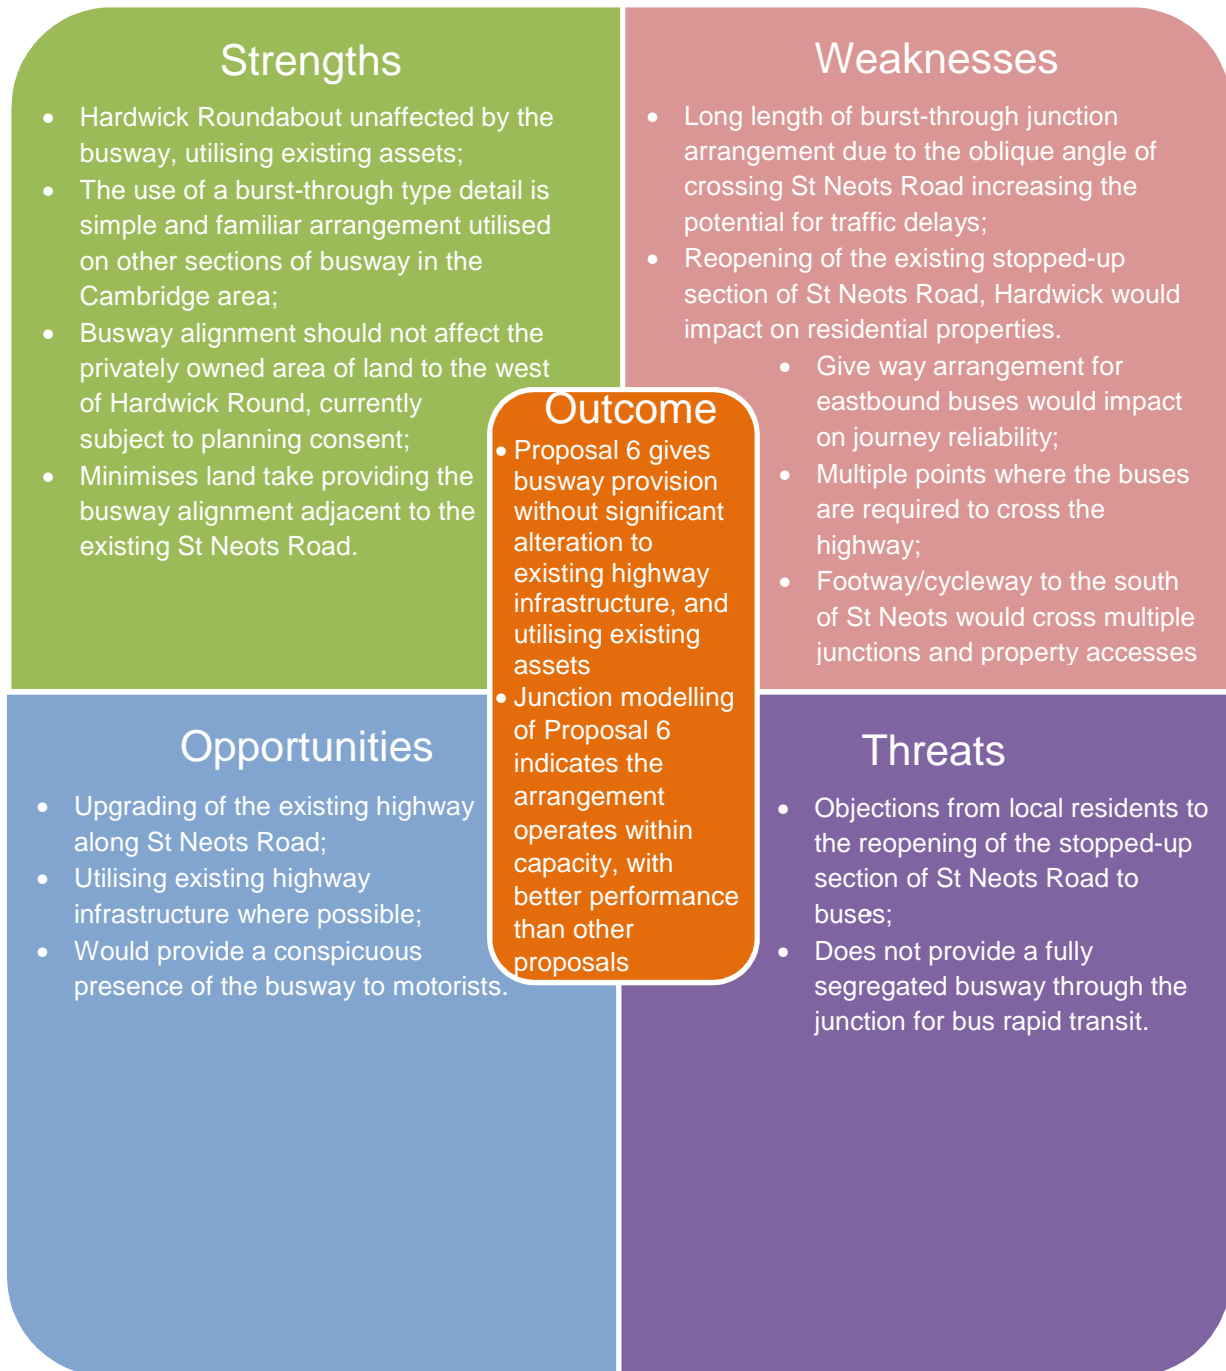 Strengths
• Hardwick Roundabout unaffected by the
busway, utilising existing assets;
• The use of a burst-through type detail is
simple and familiar arrangement utilised
on other sections of busway in the
Cambridge area;
• Busway alignment should not affect the
privately owned area of land to the west
of Hardwick Round, currently
subject to planning consent;
• Minimises land take providing the
busway alignment adjacent to the
existing St Neots Road.
Weaknesses
• Long length of burst-through junction
arrangement due to the oblique angle of
crossing St Neots Road increasing the
potential for traffic delays;
• Reopening of the existing stopped-up
section of St Neots Road, Hardwick would
impact on residential properties.
• Give way arrangement for
eastbound buses would impact
on journey reliability;
• Multiple points where the buses
are required to cross the
highway;
• Footway/cycleway to the south
of St Neots would cross multiple
junctions and property accesses
Outcome
• Proposal 6 gives
busway provision
without significant
alteration to
existing highway
infrastructure, and
utilising existing
assets
• Junction modelling
of Proposal 6
indicates the
arrangement
operates within
capacity, with
better performance
than other
proposals
Opportunities
• Upgrading of the existing highway
along St Neots Road;
• Utilising existing highway
infrastructure where possible;
• Would provide a conspicuous
presence of the busway to motorists.
Threats
• Objections from local residents to
the reopening of the stopped-up
section of St Neots Road to
buses;
• Does not provide a fully
segregated busway through the
junction for bus rapid transit.